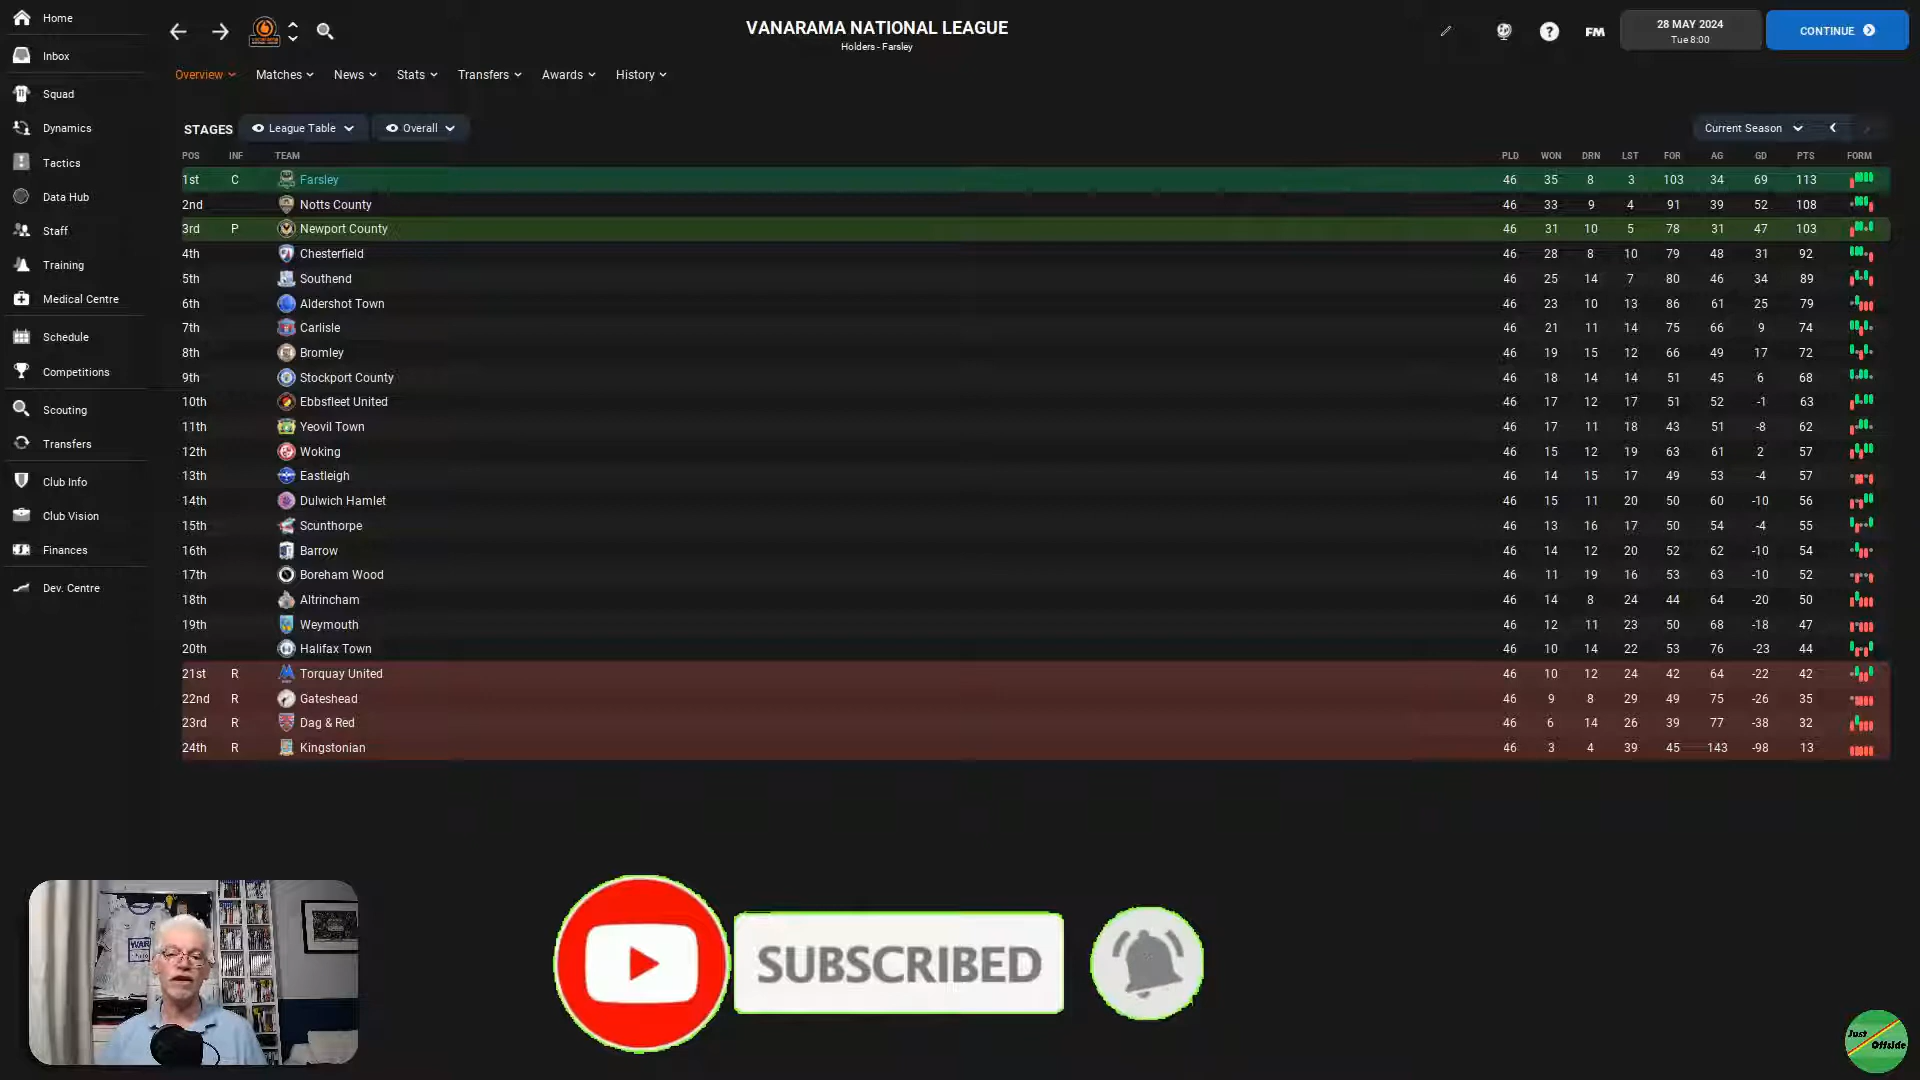 Home
Inbox
Squad
Dynamics
Tactics
Data Hub
Staff
Training
Medical Centre
Schedule
Competitions
Scouting
Transfers
Club Info
Club Vision
Finances
Dev. Centre
VANARAMA NATIONAL LEAGUE
Holders - Farsley
? FM
28 MAY 2024
Tue 8:00
CONTINUE
Overview Matches News Stats Transfers Awards History
STAGES League Table Overall Current Season
POS INF TEAM PLD WON DRN LST FOR AG GD PTS FORM
1st C Farsley 46 35 8 3 103 34 69 113
2nd Notts County 46 33 9 4 91 39 52 108
3rd P Newport County 46 31 10 5 78 31 47 103
4th Chesterfield 46 28 8 10 79 48 31 92
5th Southend 46 25 14 7 80 46 34 89
6th Aldershot Town 46 23 10 13 86 61 25 79
7th Carlisle 46 21 11 14 75 66 9 74
8th Bromley 46 19 15 12 66 49 17 72
9th Stockport County 46 18 14 14 51 45 6 68
10th Ebbsfleet United 46 17 12 17 51 52 -1 63
11th Yeovil Town 46 17 11 18 43 51 -8 62
12th Woking 46 15 12 19 63 61 2 57
13th Eastleigh 46 14 15 17 49 53 -4 57
14th Dulwich Hamlet 46 15 11 20 50 60 -10 56
15th Scunthorpe 46 13 16 17 50 54 -4 55
16th Barrow 46 14 12 20 52 62 -10 54
17th Boreham Wood 46 11 19 16 53 63 -10 52
18th Altrincham 46 14 8 24 44 64 -20 50
19th Weymouth 46 12 11 23 50 68 -18 47
20th Halifax Town 46 10 14 22 53 76 -23 44
21st R Torquay United 46 10 12 24 42 64 -22 42
22nd R Gateshead 46 9 8 29 49 75 -26 35
23rd R Dag & Red 46 6 14 26 39 77 -38 32
24th R Kingstonian 46 3 4 39 45 143 -98 13
WAR
SUBSCRIBED
Just
Offside